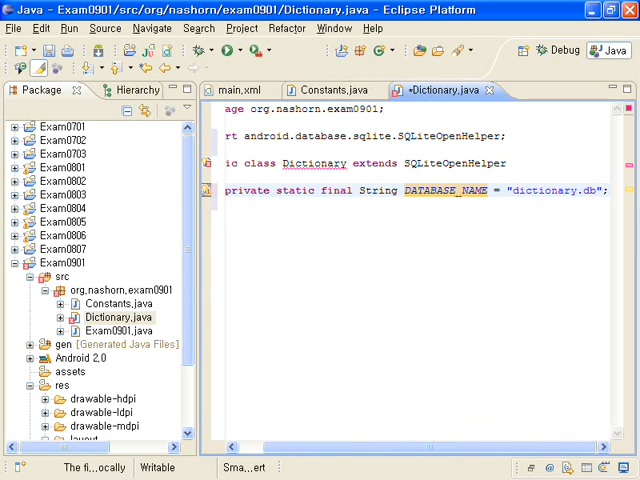 Java - Exam0901/src/org/nashorn/exam0901/Dictionary.java - Eclipse Platform
File Edit Run Source Navigate Search Project Refactor Window Help
Debug Java
Package Hierarchy
main.xml Constants.java *Dictionary.java
Exam0701
Exam0702
Exam0703
Exam0801
Exam0802
Exam0803
Exam0804
Exam0805
Exam0806
Exam0807
Exam0901
src
org.nashorn.exam0901
Constants.java
Dictionary.java
Exam0901.java
gen [Generated Java Files]
Android 2.0
assets
res
drawable-hdpi
drawable-ldpi
drawable-mdpi
layout
age org.nashorn.exam0901;
rt android.database.sqlite.SQLiteOpenHelper;
ic class Dictionary extends SQLiteOpenHelper
private static final String DATABASE_NAME = "dictionary.db";
The fi...ocally Writable Sma...ert